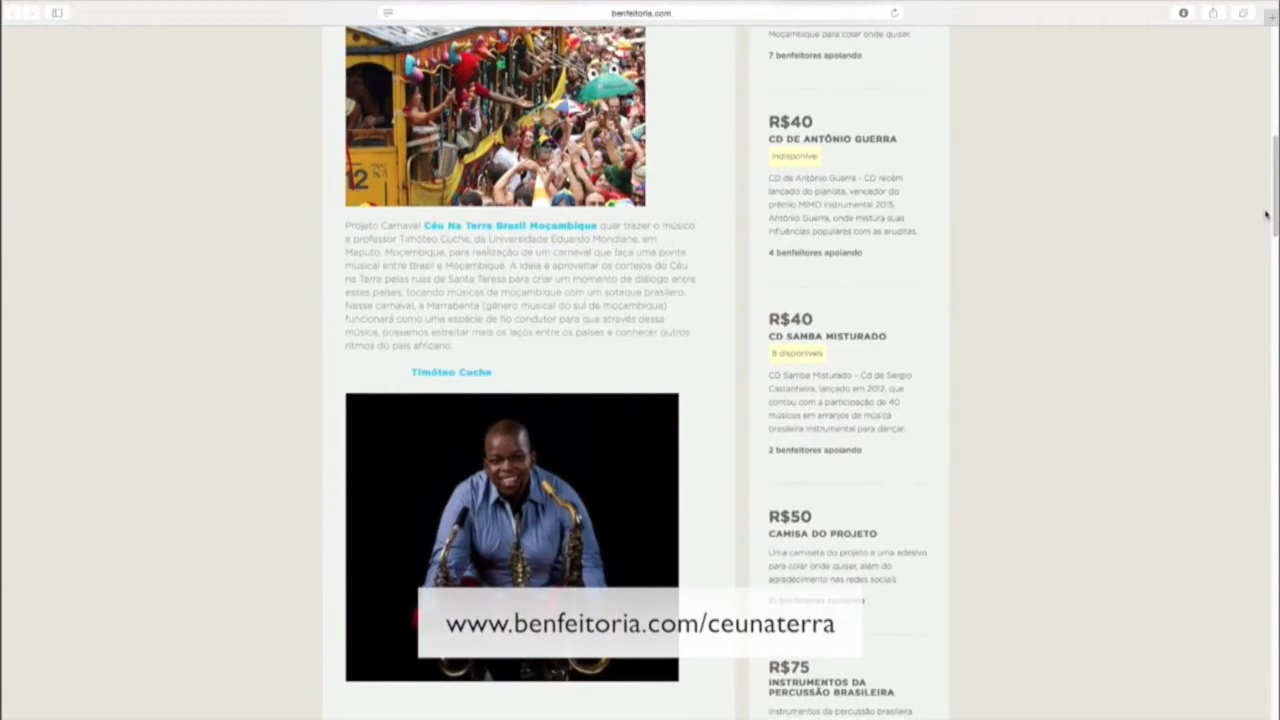 benfeitoria.com
12
Projeto Carnaval Céu Na Terra Brasil Moçambique quer trazer o músico
e professor Timóteo Cuche, da Universidade Eduardo Mondlane, em
Maputo, Moçambique, para realização de um carnaval que faça uma ponte
musical entre Brasil e Moçambique. A ideia é aproveitar os cortejos do Céu
na Terra pelas ruas de Santa Teresa para criar um momento de diálogo entre
esses países, tocando músicas de moçambique com um sotaque brasileiro.
Nesse carnaval, a Marrabenta (gênero musical do sul de moçambique)
funcionará como uma espécie de fio condutor para que através dessa
música, possamos estreitar mais os laços entre os países e conhecer outros
ritmos do país africano.
Timóteo Cuche
Moçambique para colar onde quiser.
7 benfeitores apoiando
R$40
CD DE ANTÔNIO GUERRA
Indisponível
CD de Antônio Guerra - CD recém
lançado do pianista, vencedor do
prêmio MIMO Instrumental 2015,
Antônio Guerra, onde mistura suas
influências populares com as eruditas.
4 benfeitores apoiando
R$40
CD SAMBA MISTURADO
8 disponíveis
CD Samba Misturado – Cd de Sergio
Castanheira, lançado em 2012, que
contou com a participação de 40
músicos em arranjos de música
brasileira instrumental para dançar.
2 benfeitores apoiando
R$50
CAMISA DO PROJETO
Uma camiseta do projeto e uma adesivo
para colar onde quiser, além do
agradecimento nas redes sociais
benfeitores apoiando
www.benfeitoria.com/ceunaterra
R$75
INSTRUMENTOS DA
PERCUSSÃO BRASILEIRA
Instrumentos da percussão brasileira